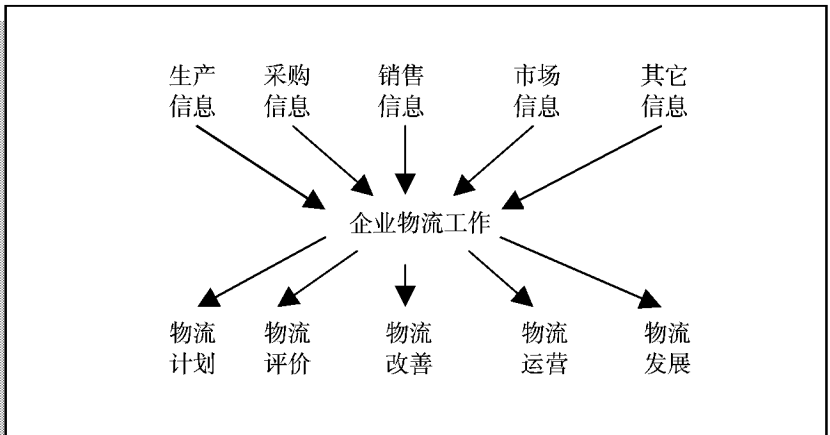 生产 采购 销售 市场 其它
信息 信息 信息 信息 信息
企业物流工作
物流 物流 物流 物流 物流
计划 评价 改善 运营 发展